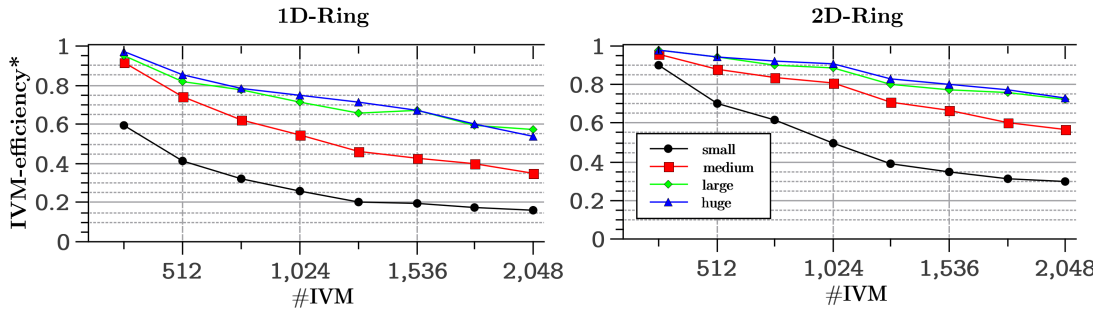 1D-Ring
IVM-efficiency*
1
0.8
0.6
0.4
0.2
0
512
1,024
1,536
2,048
#IVM
2D-Ring
1
0.8
0.6
0.4
0.2
0
small
medium
large
huge
512
1,024
1,536
2,048
#IVM